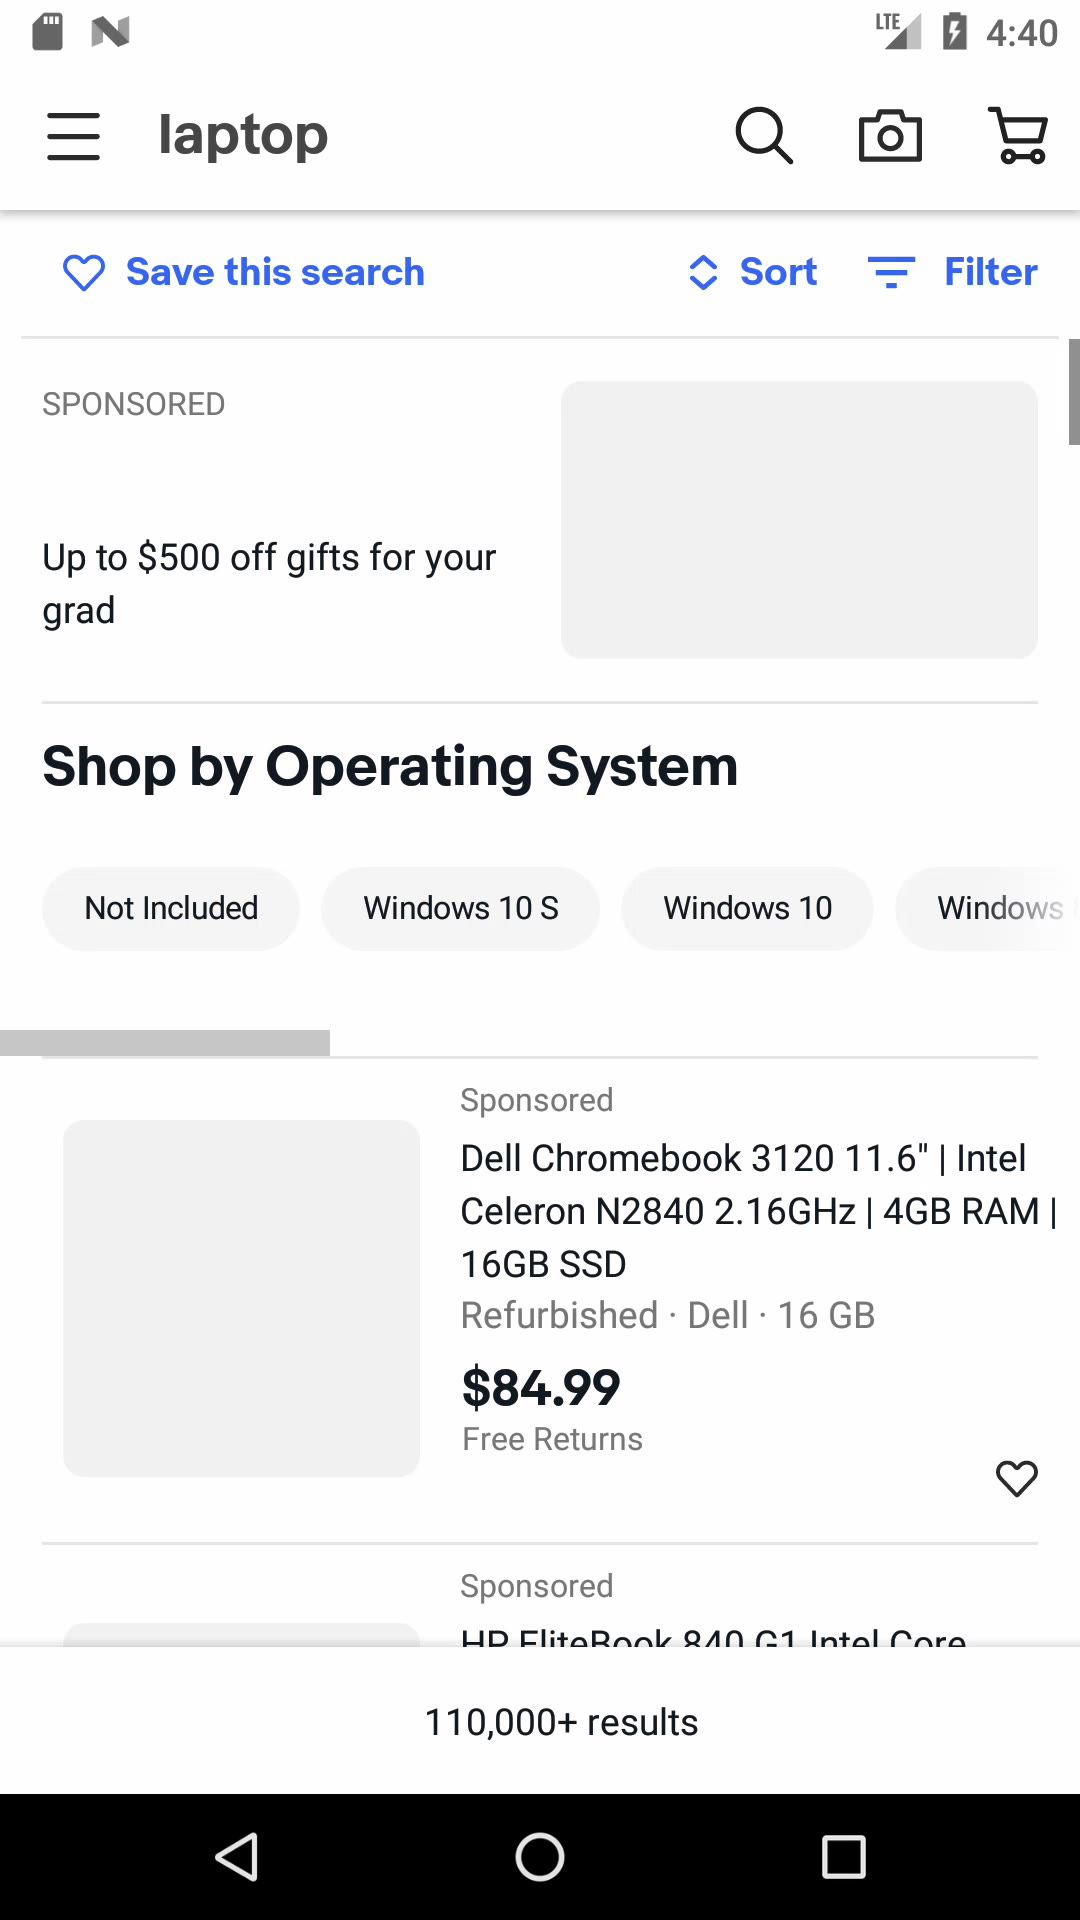 LTE 4:40
laptop
Save this search
Sort
Filter
SPONSORED
Up to $500 off gifts for your
grad
Shop by Operating System
Not Included
Windows 10 S
Windows 10
Windows
Sponsored
Dell Chromebook 3120 11.6" | Intel
Celeron N2840 2.16GHz | 4GB RAM |
16GB SSD
Refurbished · Dell · 16 GB
$84.99
Free Returns
Sponsored
HP EliteBook 840 G1 Intel Core
110,000+ results